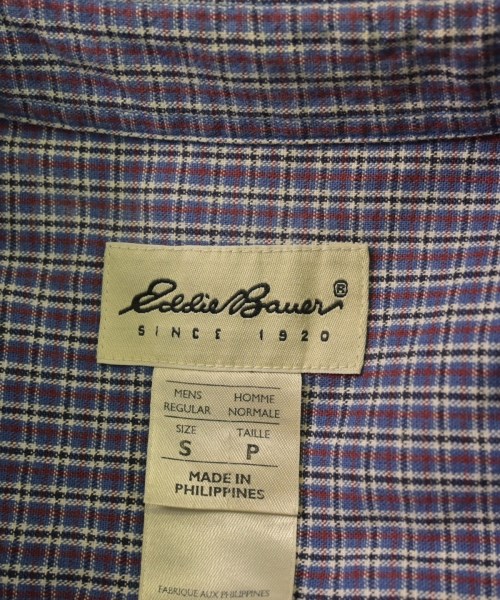 Eddie Bauer®
SINCE 1920
MENS HOMME
REGULAR NORMALE
SIZE TAILLE
S P
MADE IN
PHILIPPINES
FABRIQUE AUX PHILIPPINES